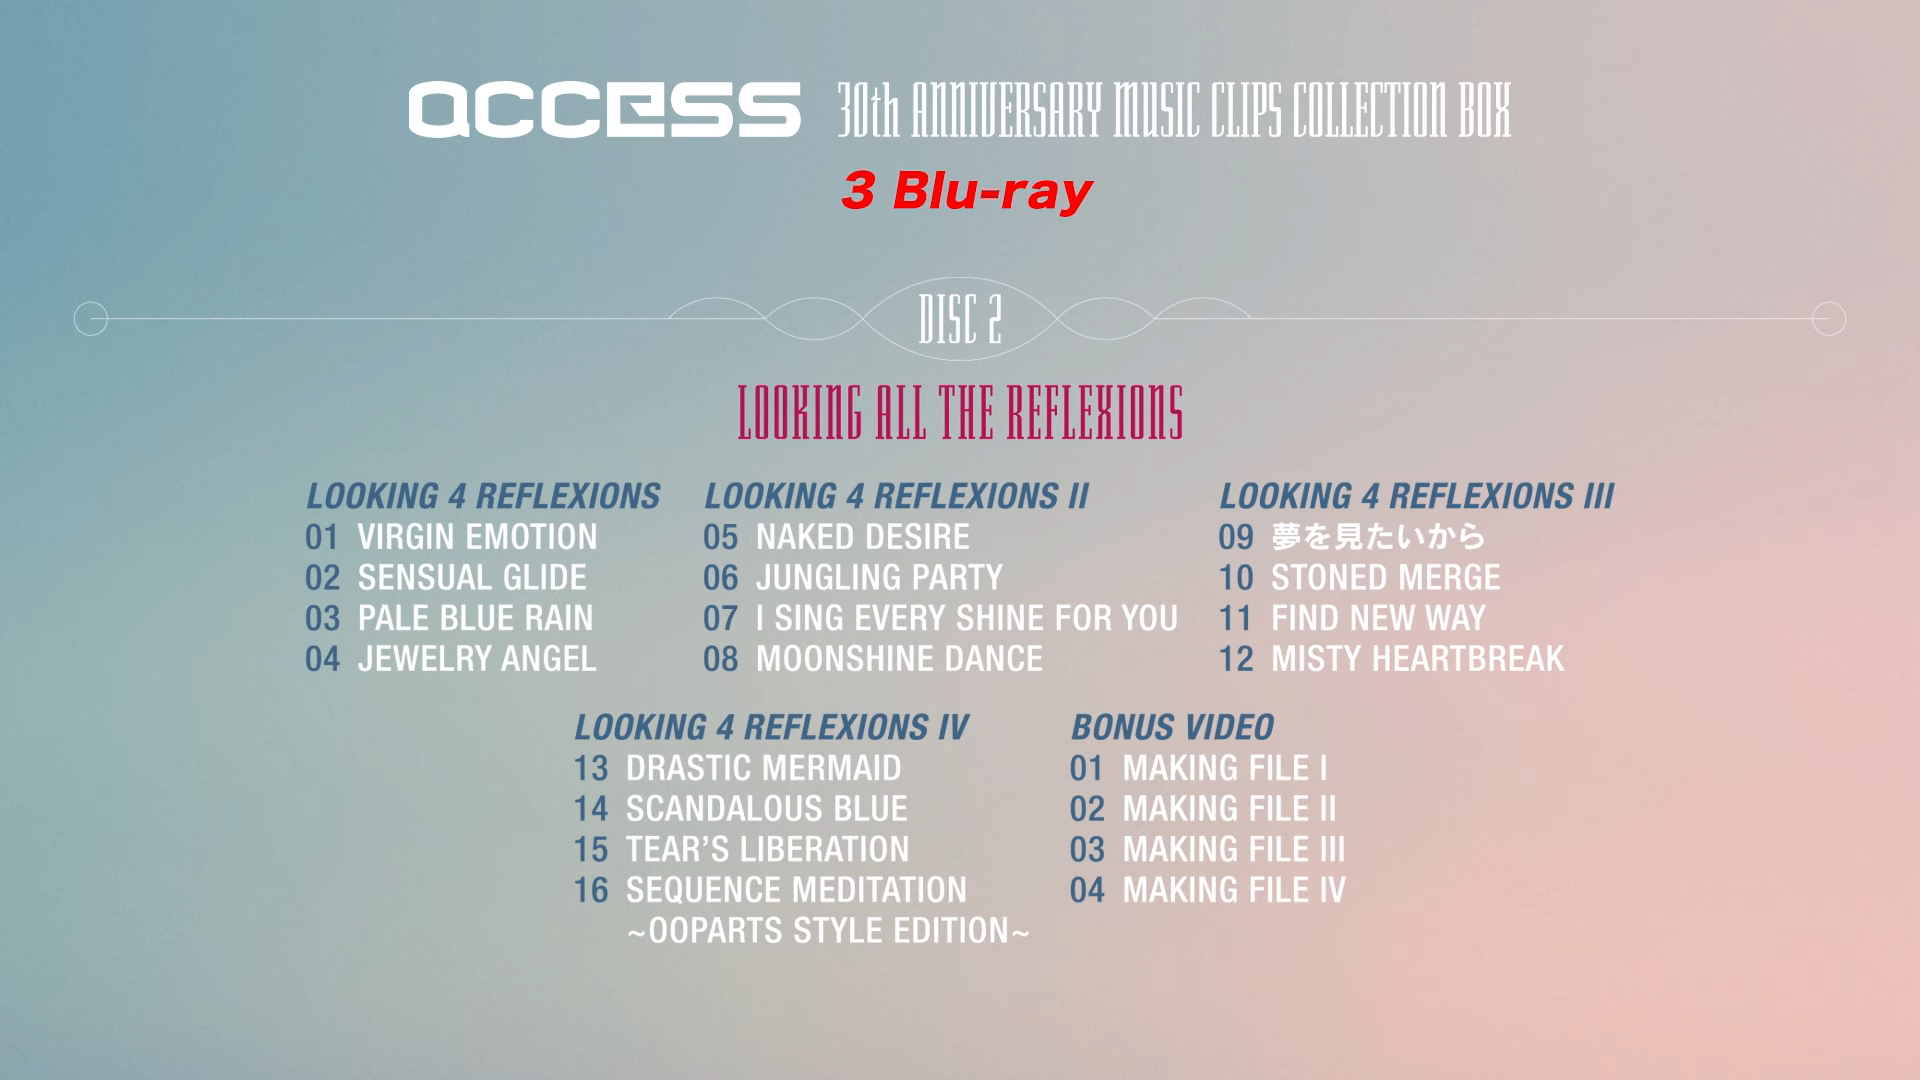 access 30th ANNIVERSARY MUSIC CLIPS COLLECTION BOX
3 Blu-ray
DISC 2
LOOKING ALL THE REFLEXIONS
LOOKING 4 REFLEXIONS
01 VIRGIN EMOTION
02 SENSUAL GLIDE
03 PALE BLUE RAIN
04 JEWELRY ANGEL
LOOKING 4 REFLEXIONS II
05 NAKED DESIRE
06 JUNGLING PARTY
07 I SING EVERY SHINE FOR YOU
08 MOONSHINE DANCE
LOOKING 4 REFLEXIONS III
09 夢を見たいから
10 STONED MERGE
11 FIND NEW WAY
12 MISTY HEARTBREAK
LOOKING 4 REFLEXIONS IV
13 DRASTIC MERMAID
14 SCANDALOUS BLUE
15 TEAR’S LIBERATION
16 SEQUENCE MEDITATION
~OOPARTS STYLE EDITION~
BONUS VIDEO
01 MAKING FILE I
02 MAKING FILE II
03 MAKING FILE III
04 MAKING FILE IV